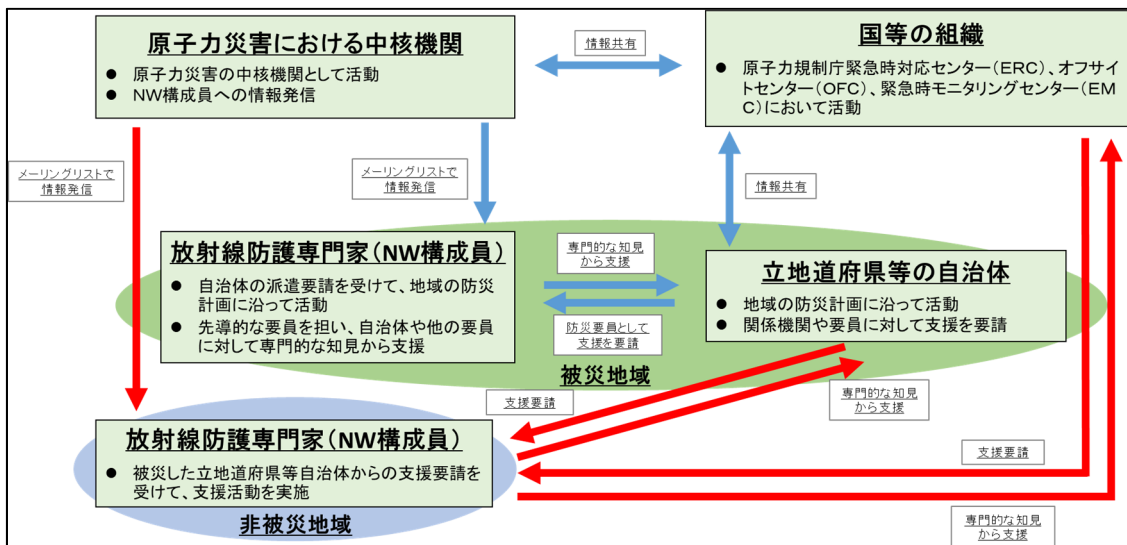 原子力災害における中核機関
● 原子力災害の中核機関として活動
● NW構成員への情報発信
情報共有
国等の組織
● 原子力規制庁緊急時対応センター(ERC)、オフサイ
トセンター(OFC)、緊急時モニタリングセンター(EM
C)において活動
メーリングリストで
情報発信
メーリングリストで
情報発信
情報共有
放射線防護専門家(NW構成員)
● 自治体の派遣要請を受けて、地域の防災
計画に沿って活動
● 先導的な要員を担い、自治体や他の要員
に対して専門的な知見から支援
専門的な知見
から支援
防災要員として
支援を要請
立地道府県等の自治体
● 地域の防災計画に沿って活動
● 関係機関や要員に対して支援を要請
被災地域
支援要請
専門的な知見
から支援
放射線防護専門家(NW構成員)
● 被災した立地道府県等自治体からの支援要請を
受けて、支援活動を実施
非被災地域
支援要請
専門的な知見
から支援